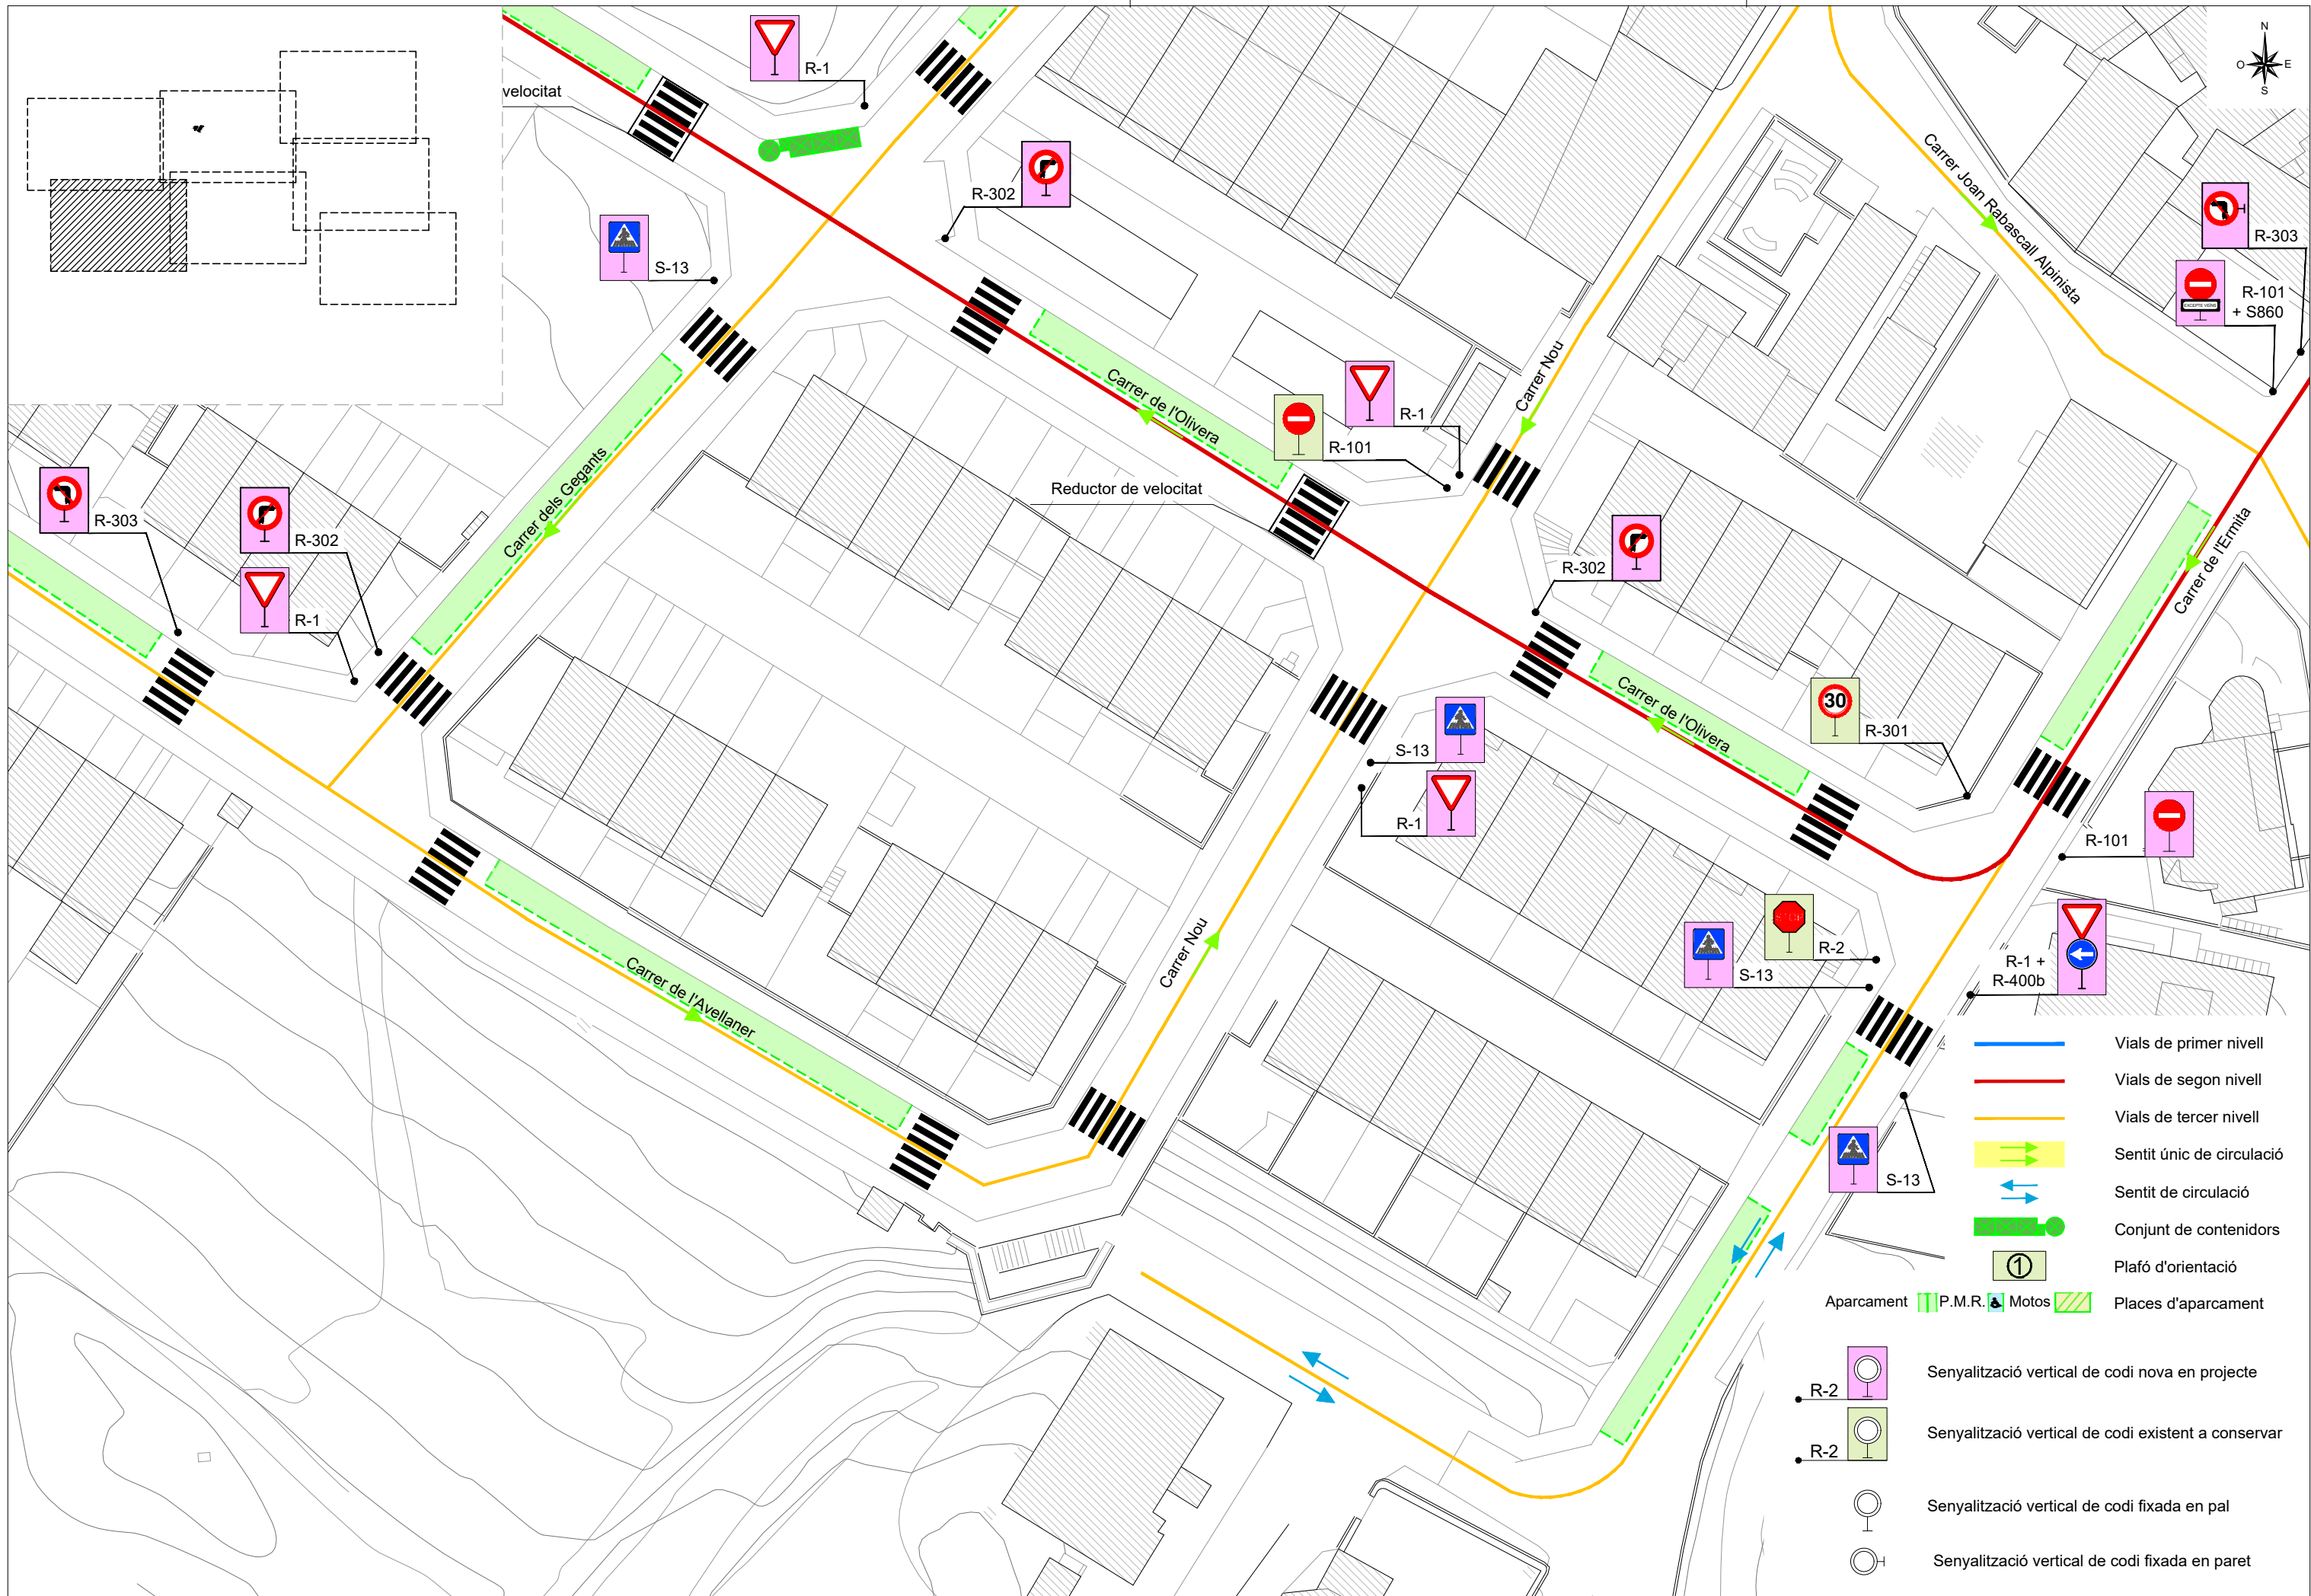 N
O
E
S
R-1
velocitat
R-302
S-13
Carrer Joan Rabascall Alpinista
R-303
R-101
+ S860
EXCEPTE VEÏNS
Carrer Nou
Carrer de l'Olivera
R-1
R-101
Carrer dels Gegants
Reductor de velocitat
R-303
R-302
R-1
R-302
Carrer de l'Ermita
Carrer de l'Olivera
30
R-301
S-13
R-1
R-101
STOP
R-2
S-13
R-1 +
R-400b
Carrer Nou
Carrer de l'Avellaner
S-13
Vials de primer nivell
Vials de segon nivell
Vials de tercer nivell
Sentit únic de circulació
Sentit de circulació
Conjunt de contenidors
1
Plafó d'orientació
Aparcament P.M.R. Motos Places d'aparcament
R-2 Senyalització vertical de codi nova en projecte
R-2 Senyalització vertical de codi existent a conservar
Senyalització vertical de codi fixada en pal
Senyalització vertical de codi fixada en paret